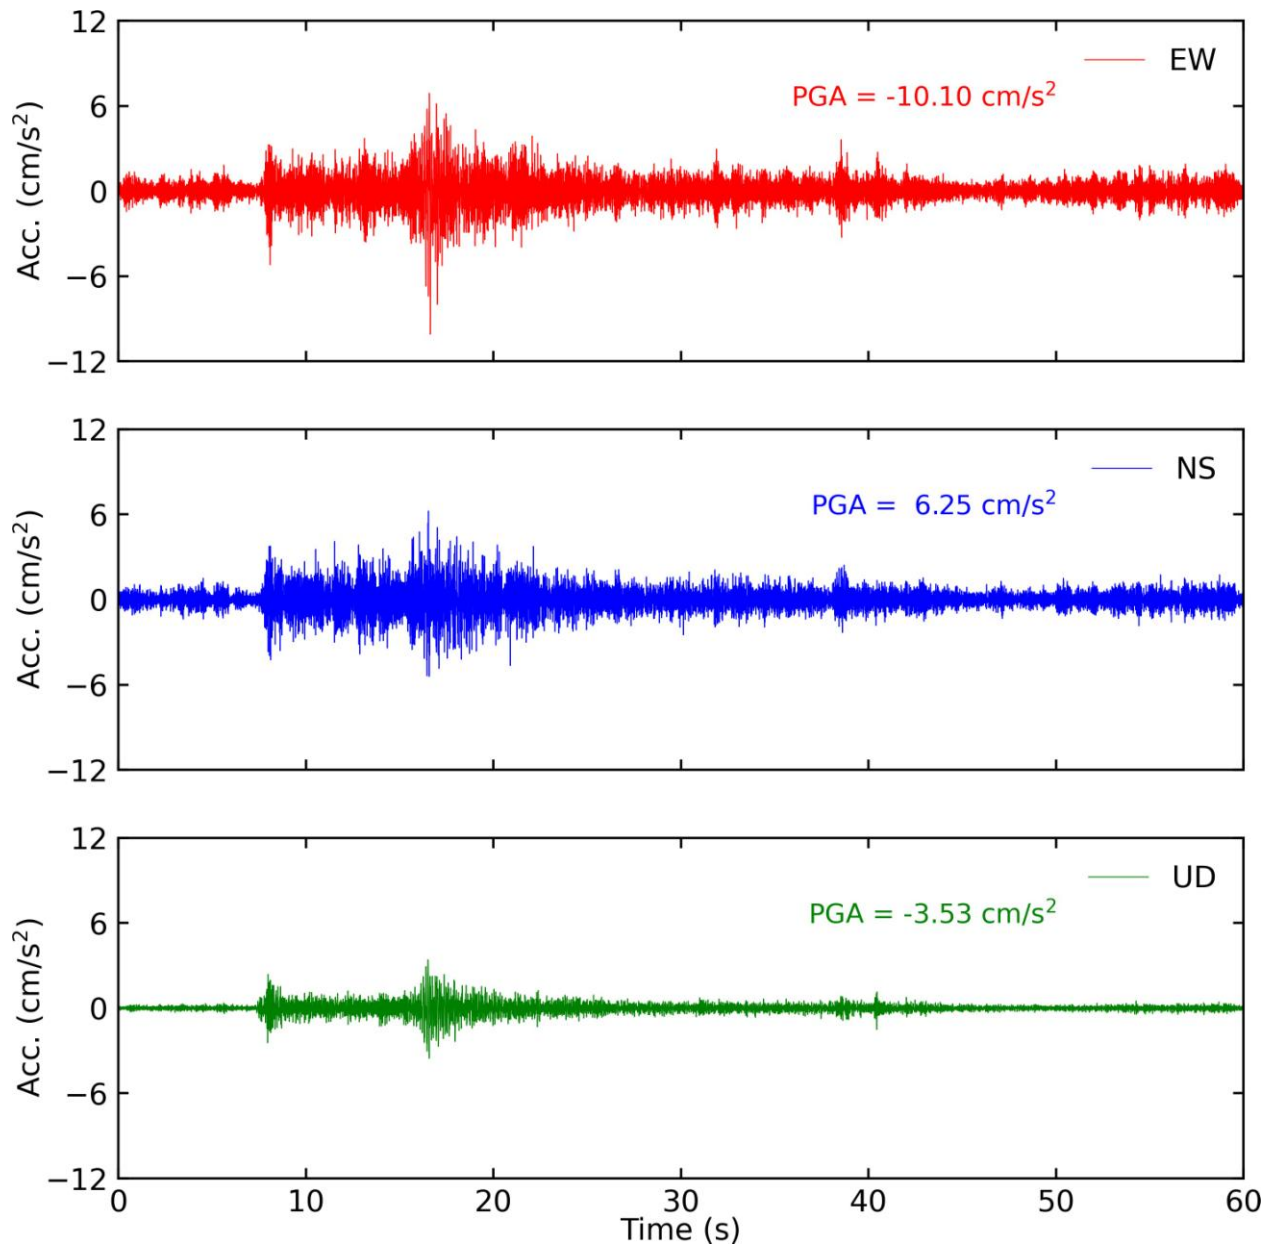 12
6
0
−6
−12
Acc. (cm/s²)
EW
PGA = -10.10 cm/s²
12
6
0
−6
−12
Acc. (cm/s²)
NS
PGA =  6.25 cm/s²
12
6
0
−6
−12
Acc. (cm/s²)
UD
PGA = -3.53 cm/s²
0 10 20 30 40 50 60
Time (s)